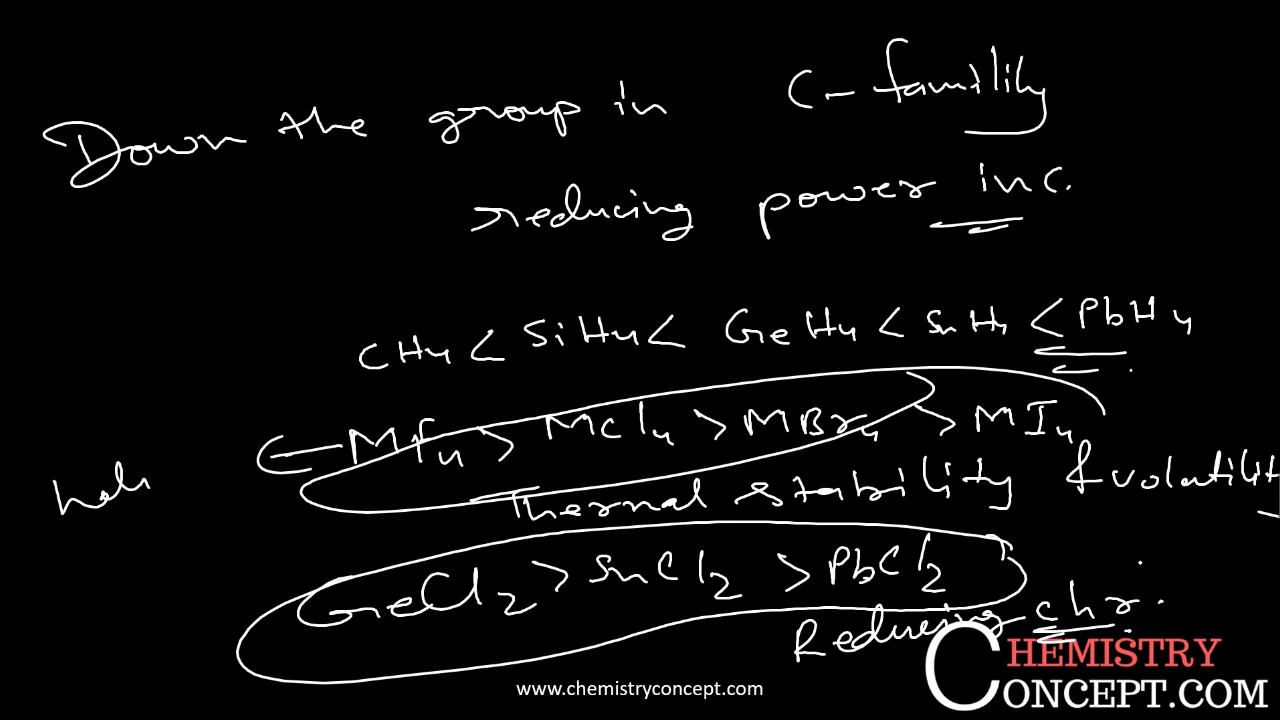 Down the group in C-famility
reducing power inc.
CH4 < SiH4 < GeH4 < SnH4 < PbH4
MF4 > MCl4 > MBr4 > MI4
Thermal stability & volatility
GeCl2 > SnCl2 > PbCl2
Reducing chr.
www.chemistryconcept.com
CHEMISTRY
CONCEPT.COM